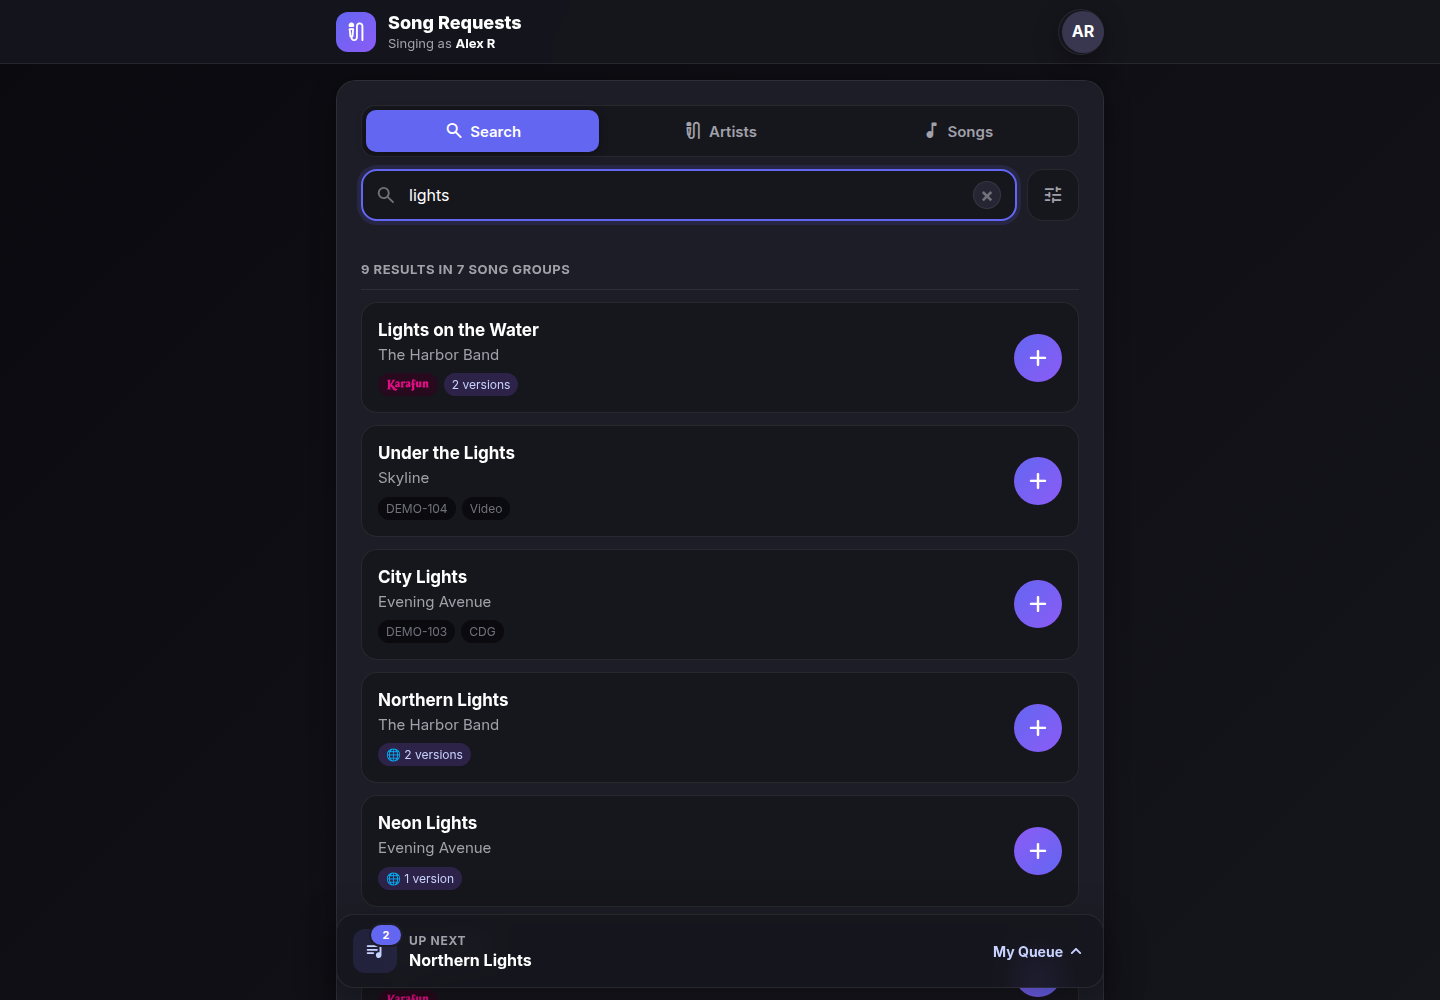 Song Requests
Singing as Alex R
AR
Search
Artists
Songs
lights
9 RESULTS IN 7 SONG GROUPS
Lights on the Water
The Harbor Band
Karafun
2 versions
Under the Lights
Skyline
DEMO-104
Video
City Lights
Evening Avenue
DEMO-103
CDG
Northern Lights
The Harbor Band
2 versions
Neon Lights
Evening Avenue
1 version
2
UP NEXT
Northern Lights
My Queue
Karafun